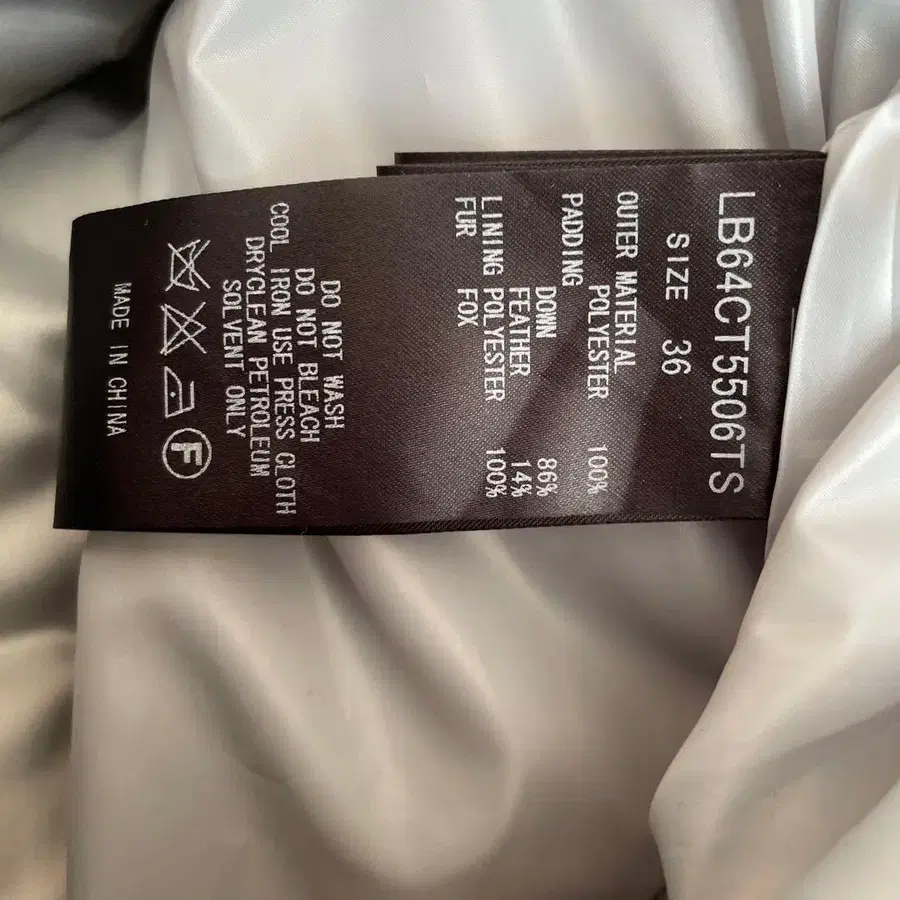 LB64CT5506TS
SIZE 36
OUTER MATERIAL
POLYESTER 100%
PADDING
DOWN 86%
FEATHER 14%
LINING POLYESTER 100%
FUR FOX
DO NOT WASH
DO NOT BLEACH
COOL IRON USE PRESS CLOTH
DRYCLEAN PETROLEUM
SOLVENT ONLY
F
MADE IN CHINA